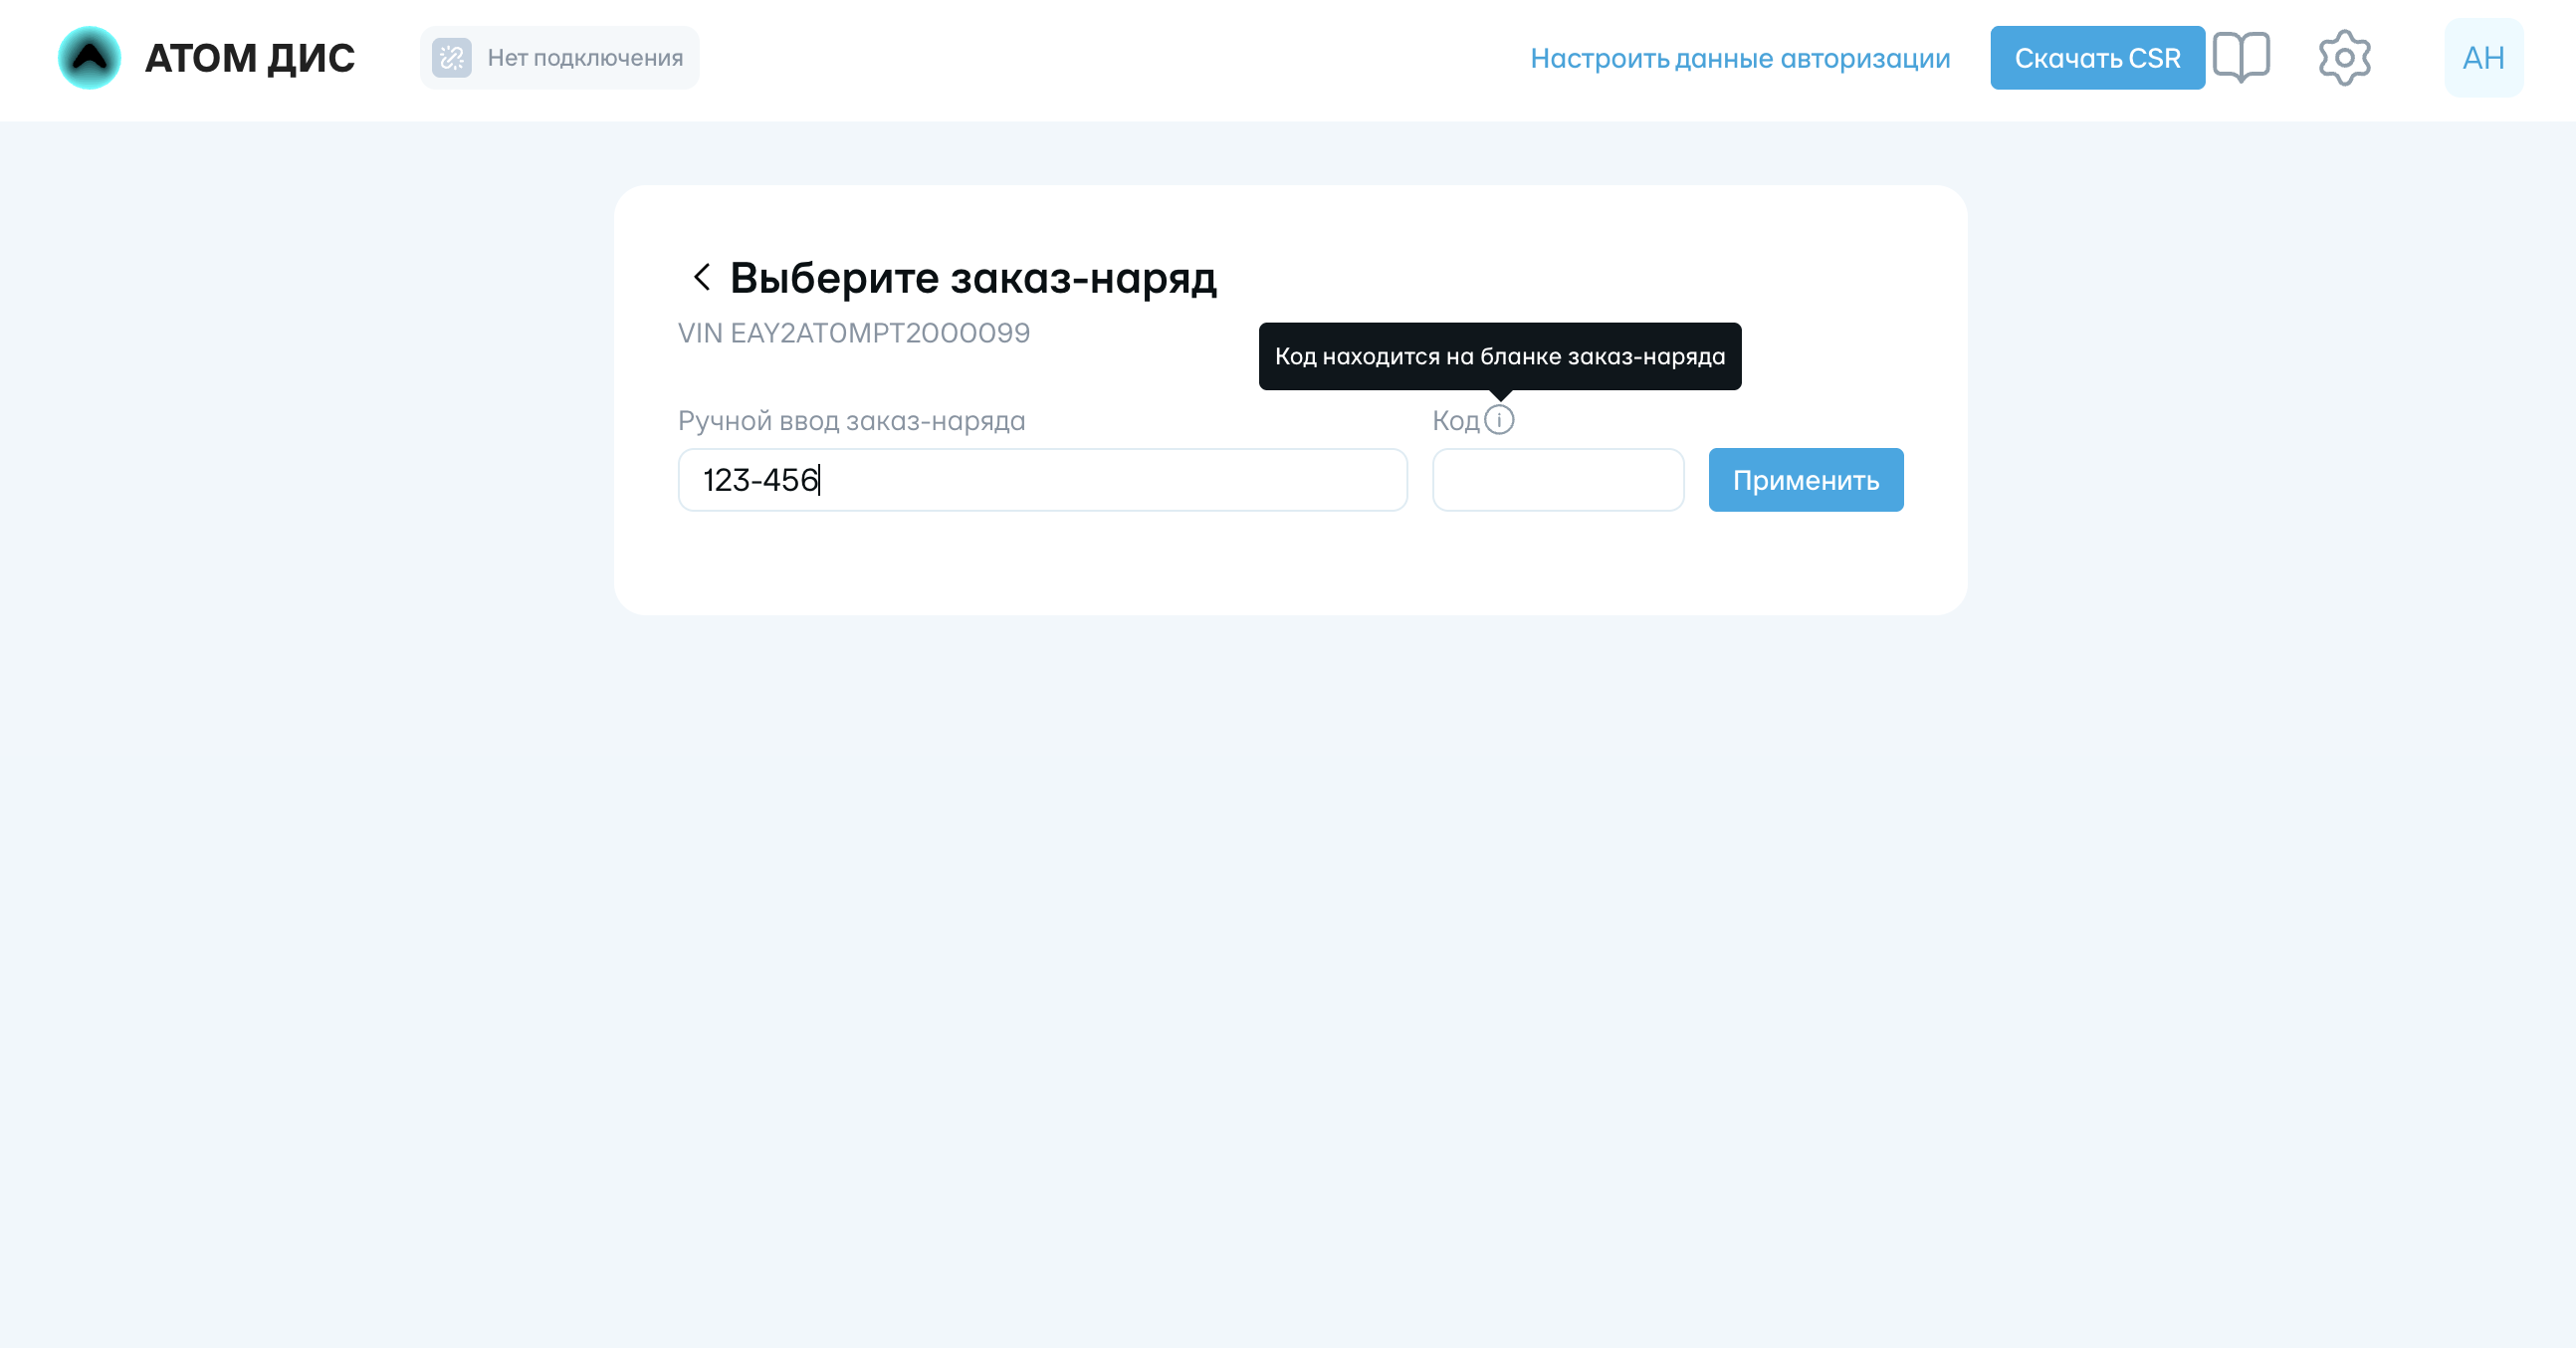 АТОМ ДИС
Нет подключения
Настроить данные авторизации
Скачать CSR
АН
Выберите заказ-наряд
VIN EAY2AT0MPT2000099
Код находится на бланке заказ-наряда
Ручной ввод заказ-наряда
Код
123-456
Применить